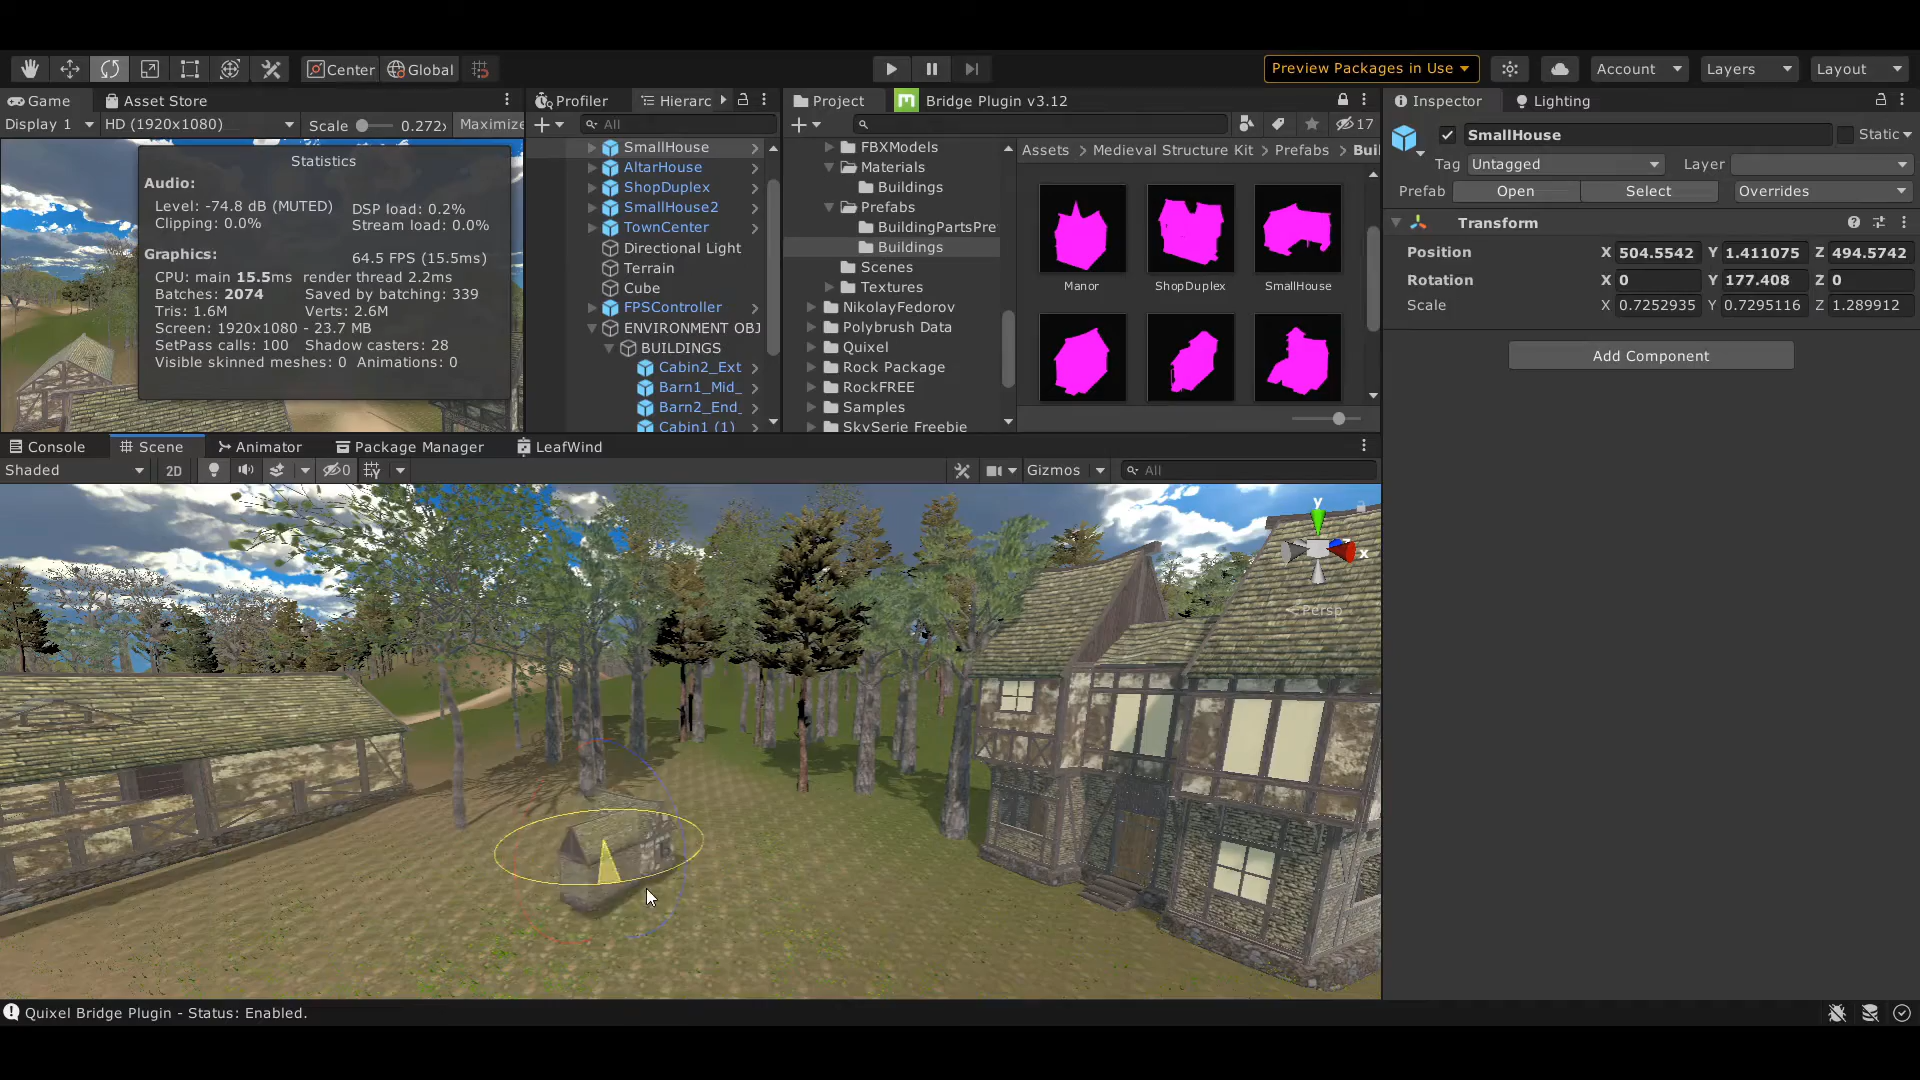 Center
Global
Preview Packages in Use
Account
Layers
Layout
Game
Asset Store
Display 1
HD (1920x1080)
Scale
0.272
Maximize
Statistics
Audio:
Level: -74.8 dB (MUTED)
DSP load: 0.2%
Clipping: 0.0%
Stream load: 0.0%
Graphics:
64.5 FPS (15.5ms)
CPU: main 15.5ms render thread 2.2ms
Batches: 2074
Saved by batching: 339
Tris: 1.6M
Verts: 2.6M
Screen: 1920x1080 - 23.7 MB
SetPass calls: 100
Shadow casters: 28
Visible skinned meshes: 0 Animations: 0
Profiler
Hierarc
All
SmallHouse
AltarHouse
ShopDuplex
SmallHouse2
TownCenter
Directional Light
Terrain
Cube
FPSController
ENVIRONMENT OBJ
BUILDINGS
Cabin2_Ext
Barn1_Mid_
Barn2_End_
Cabin1 (1)
Project
Bridge Plugin v3.12
17
FBXModels
Materials
Buildings
Prefabs
BuildingPartsPre
Buildings
Scenes
Textures
NikolayFedorov
Polybrush Data
Quixel
Rock Package
RockFREE
Samples
SkySerie Freebie
Assets > Medieval Structure Kit > Prefabs > Buil
Manor
ShopDuplex
SmallHouse
Inspector
Lighting
SmallHouse
Static
Tag Untagged
Layer
Prefab
Open
Select
Overrides
Transform
Position X 504.5542 Y 1.411075 Z 494.5742
Rotation X 0 Y 177.408 Z 0
Scale X 0.7252935 Y 0.7295116 Z 1.289912
Add Component
Console
Scene
Animator
Package Manager
LeafWind
Shaded
2D
0
Gizmos
All
y
x
Persp
Quixel Bridge Plugin - Status: Enabled.